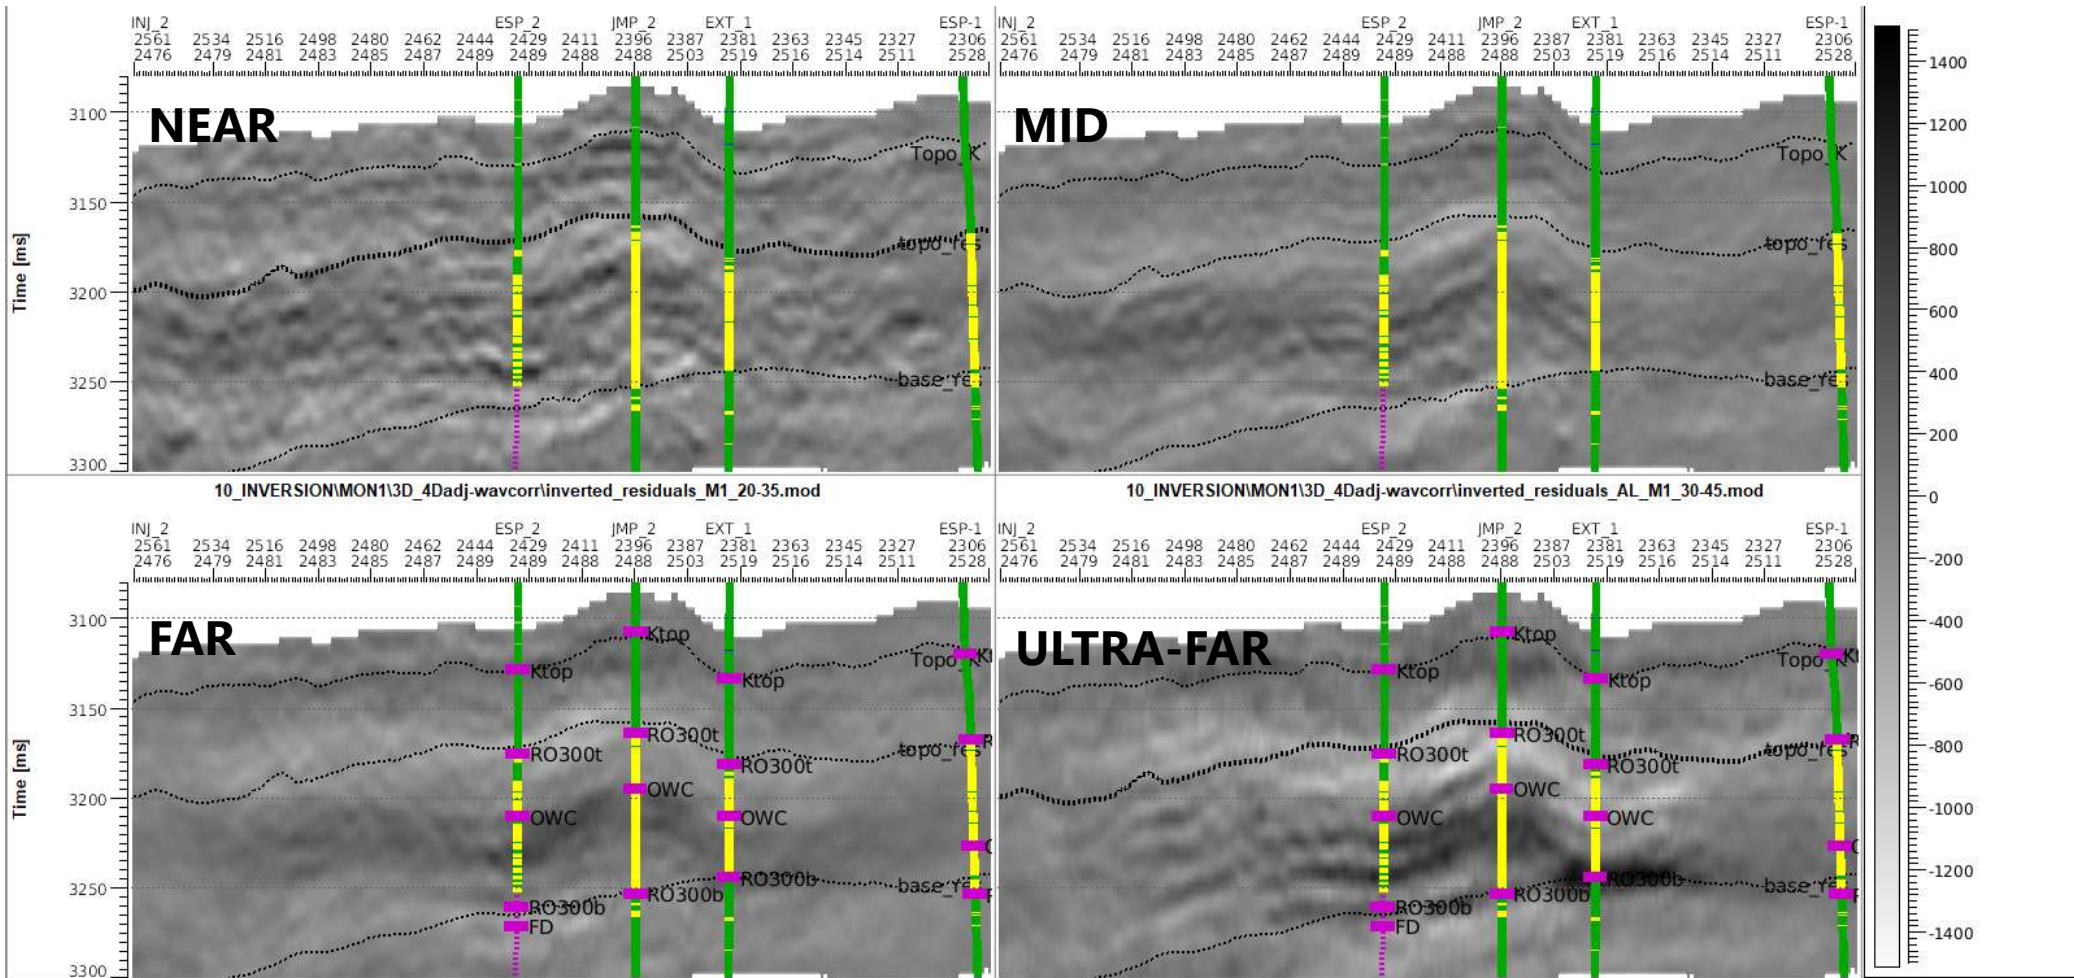 INJ_2 ESP_2 JMP_2 EXT_1 ESP-1 INJ_2 ESP_2 JMP_2 EXT_1 ESP-1
2561 2534 2516 2498 2480 2462 2444 2429 2411 2396 2387 2381 2363 2345 2327 2306 2561 2534 2516 2498 2480 2462 2444 2429 2411 2396 2387 2381 2363 2345 2327 2306
2476 2479 2481 2483 2485 2487 2489 2489 2488 2498 2503 2519 2516 2514 2511 2528 2476 2479 2481 2483 2485 2487 2489 2489 2488 2488 2503 2519 2516 2514 2511 2528
NEAR MID
3100
Topo_K Topo_K
3150
topo_res topo_res
3200
Time [ms]
3250
base_res base_res
3300
10_INVERSION\MON1\3D_4Dadj-wavcorr\inverted_residuals_M1_20-35.mod 10_INVERSION\MON1\3D_4Dadj-wavcorr\inverted_residuals_AL_M1_30-45.mod
INJ_2 ESP_2 JMP_2 EXT_1 ESP-1 INJ_2 ESP_2 JMP_2 EXT_1 ESP-1
2561 2534 2516 2498 2480 2462 2444 2429 2411 2396 2387 2381 2363 2345 2327 2306 2561 2534 2516 2498 2480 2462 2444 2429 2411 2396 2387 2381 2363 2345 2327 2306
2476 2479 2481 2483 2485 2487 2489 2489 2488 2498 2503 2519 2516 2514 2511 2528 2476 2479 2481 2483 2485 2487 2489 2489 2488 2488 2503 2519 2516 2514 2511 2528
FAR ULTRA-FAR
3100
Ktop Ktop
Ktop Ktop Ktop Ktop
3150
RO300t RO300t
RO300t RO300t RO300t RO300t
3200
OWC OWC
OWC OWC OWC OWC
Time [ms]
3250
RO300b RO300b
base_res base_res
RO300b RO300b
RO300b RO300b
FD FD
3300
1400
1200
1000
800
600
400
200
0
-200
-400
-600
-800
-1000
-1200
-1400